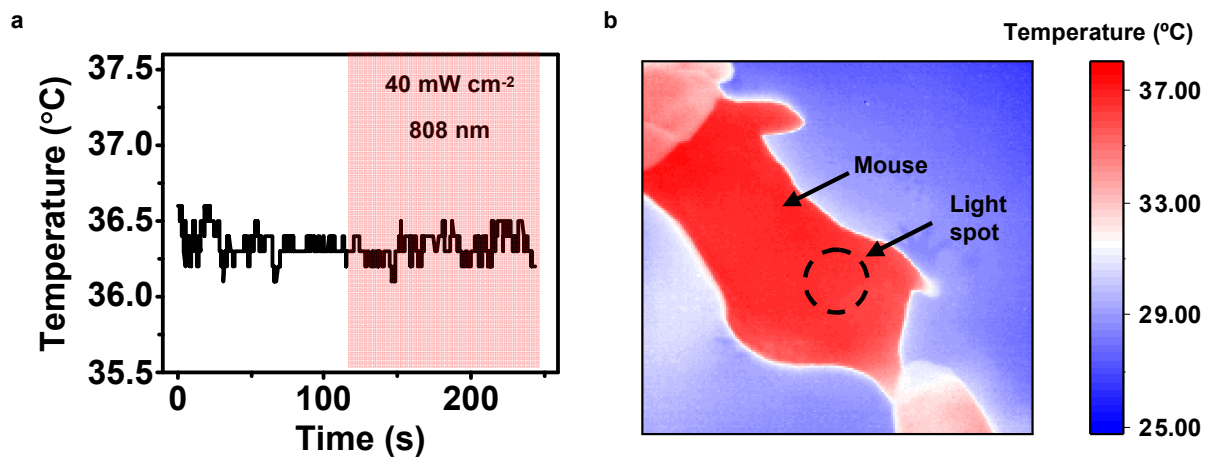 a
37.5
37.0
36.5
36.0
35.5
Temperature (°C)
0
100
200
Time (s)
40 mW cm-2
808 nm
b
Temperature (ºC)
Mouse
Light
spot
37.00
33.00
29.00
25.00